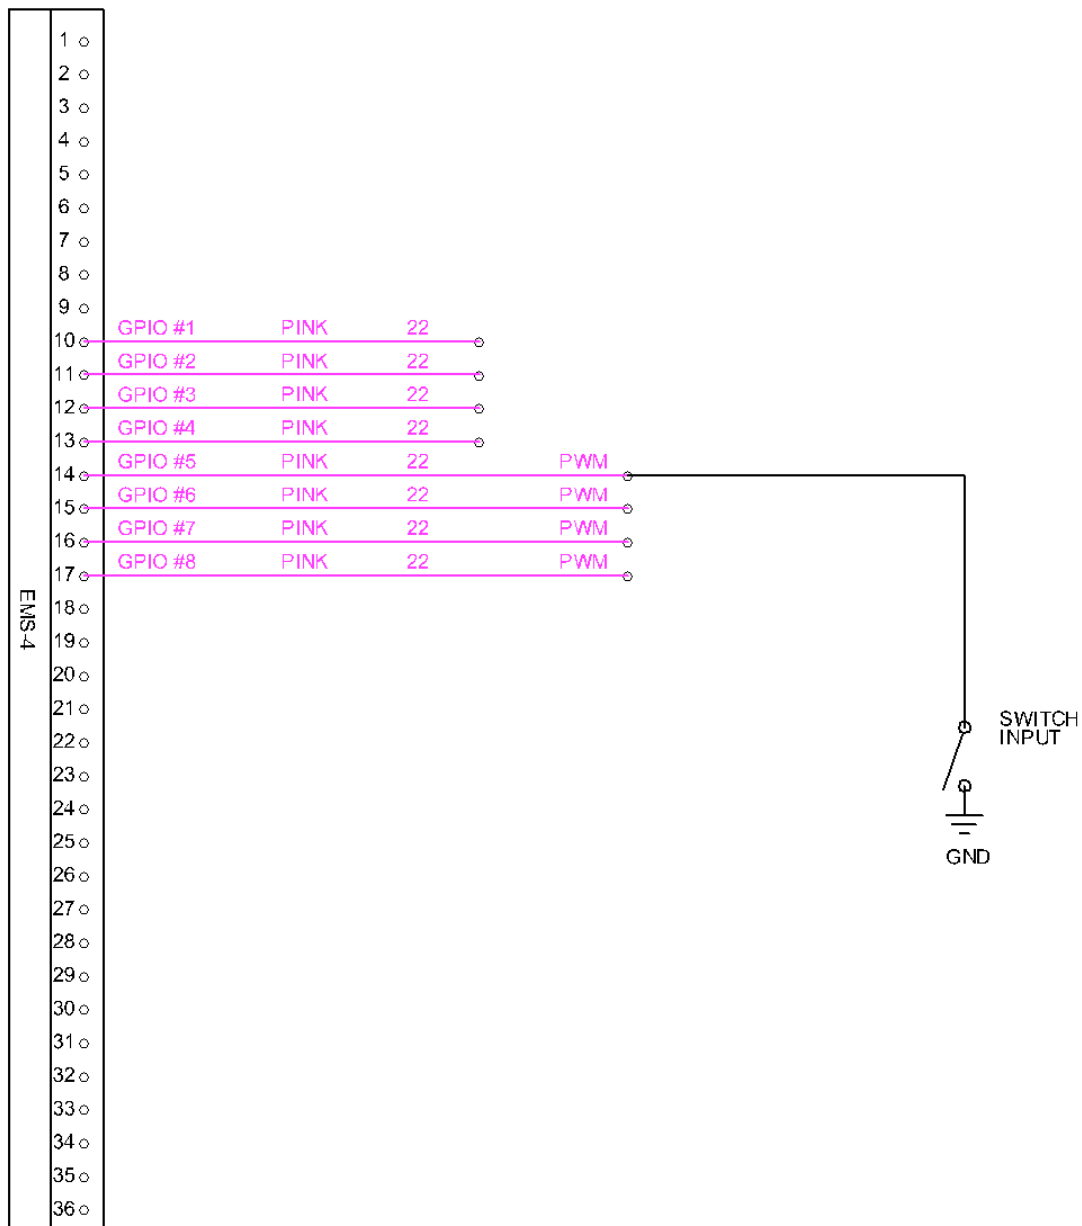 1
2
3
4
5
6
7
8
9
10 GPIO #1 PINK 22
11 GPIO #2 PINK 22
12 GPIO #3 PINK 22
13 GPIO #4 PINK 22
14 GPIO #5 PINK 22 PWM
15 GPIO #6 PINK 22 PWM
16 GPIO #7 PINK 22 PWM
17 GPIO #8 PINK 22 PWM
EMS-4
18
19
20
21
22
23
24
25
26
27
28
29
30
31
32
33
34
35
36
SWITCH
INPUT
GND